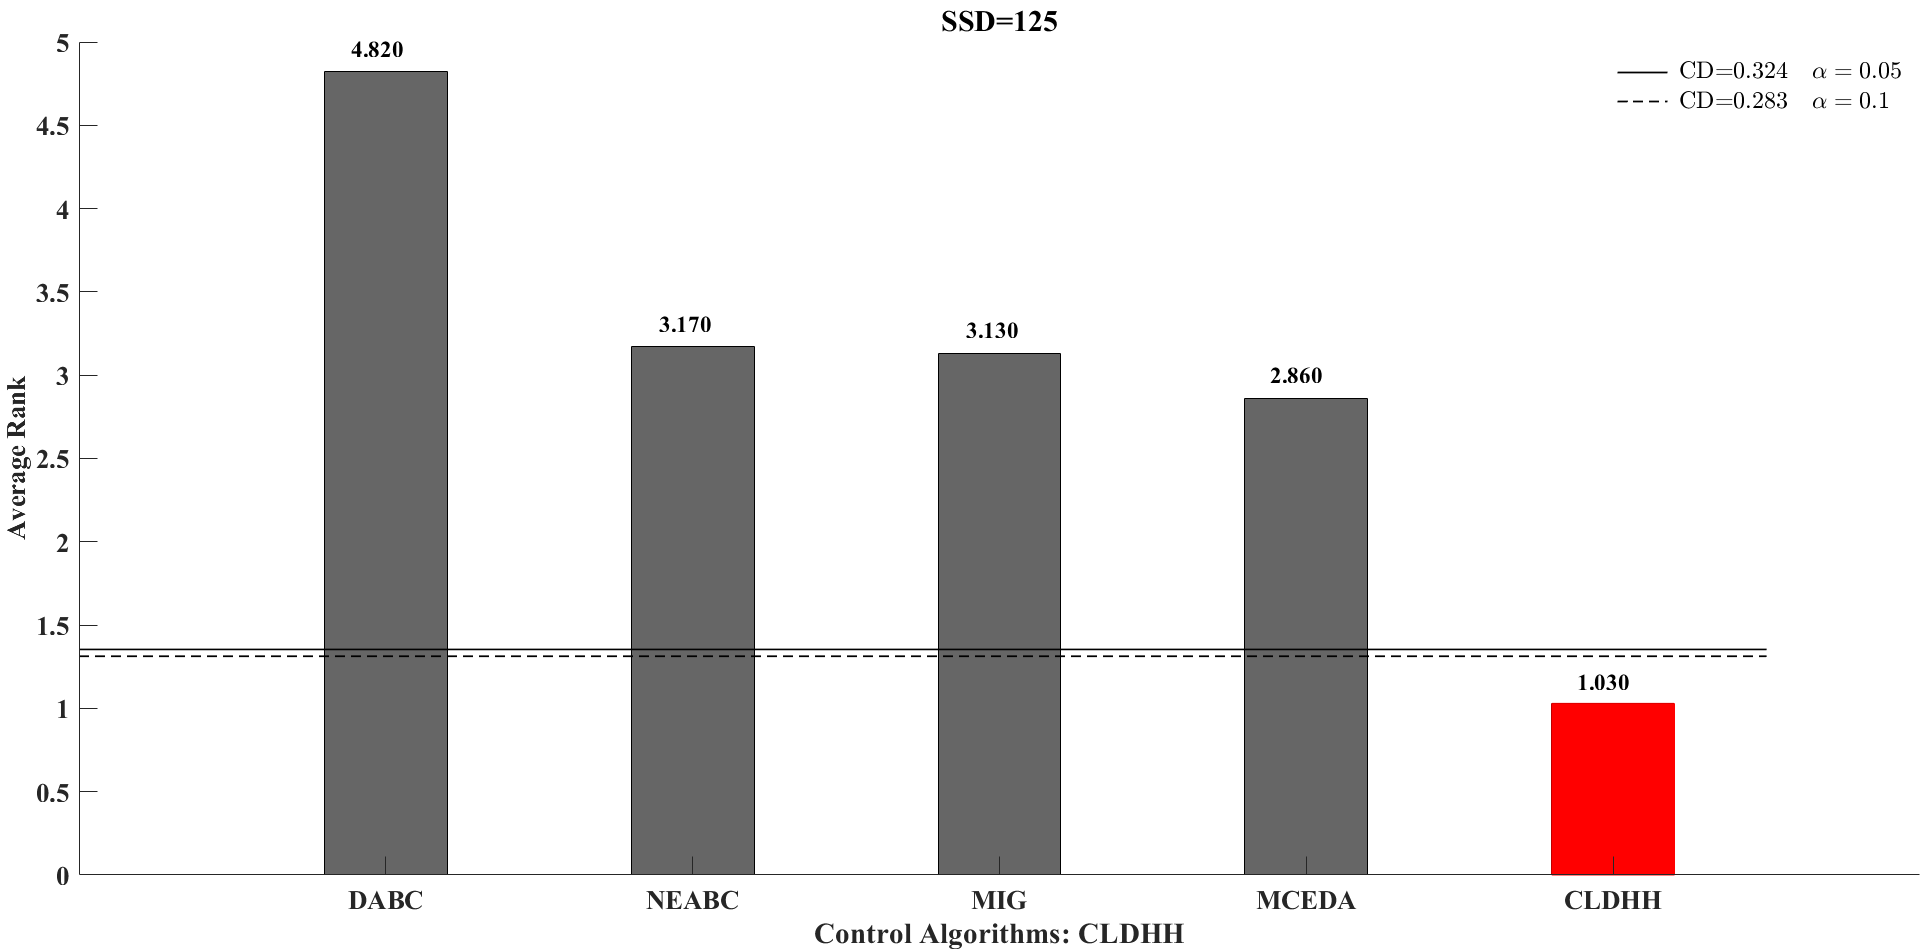 SSD=125
CD=0.324 α = 0.05
CD=0.283 α = 0.1
Average Rank
5
4.5
4
3.5
3
2.5
2
1.5
1
0.5
0
4.820
3.170
3.130
2.860
1.030
DABC NEABC MIG MCEDA CLDHH
Control Algorithms: CLDHH